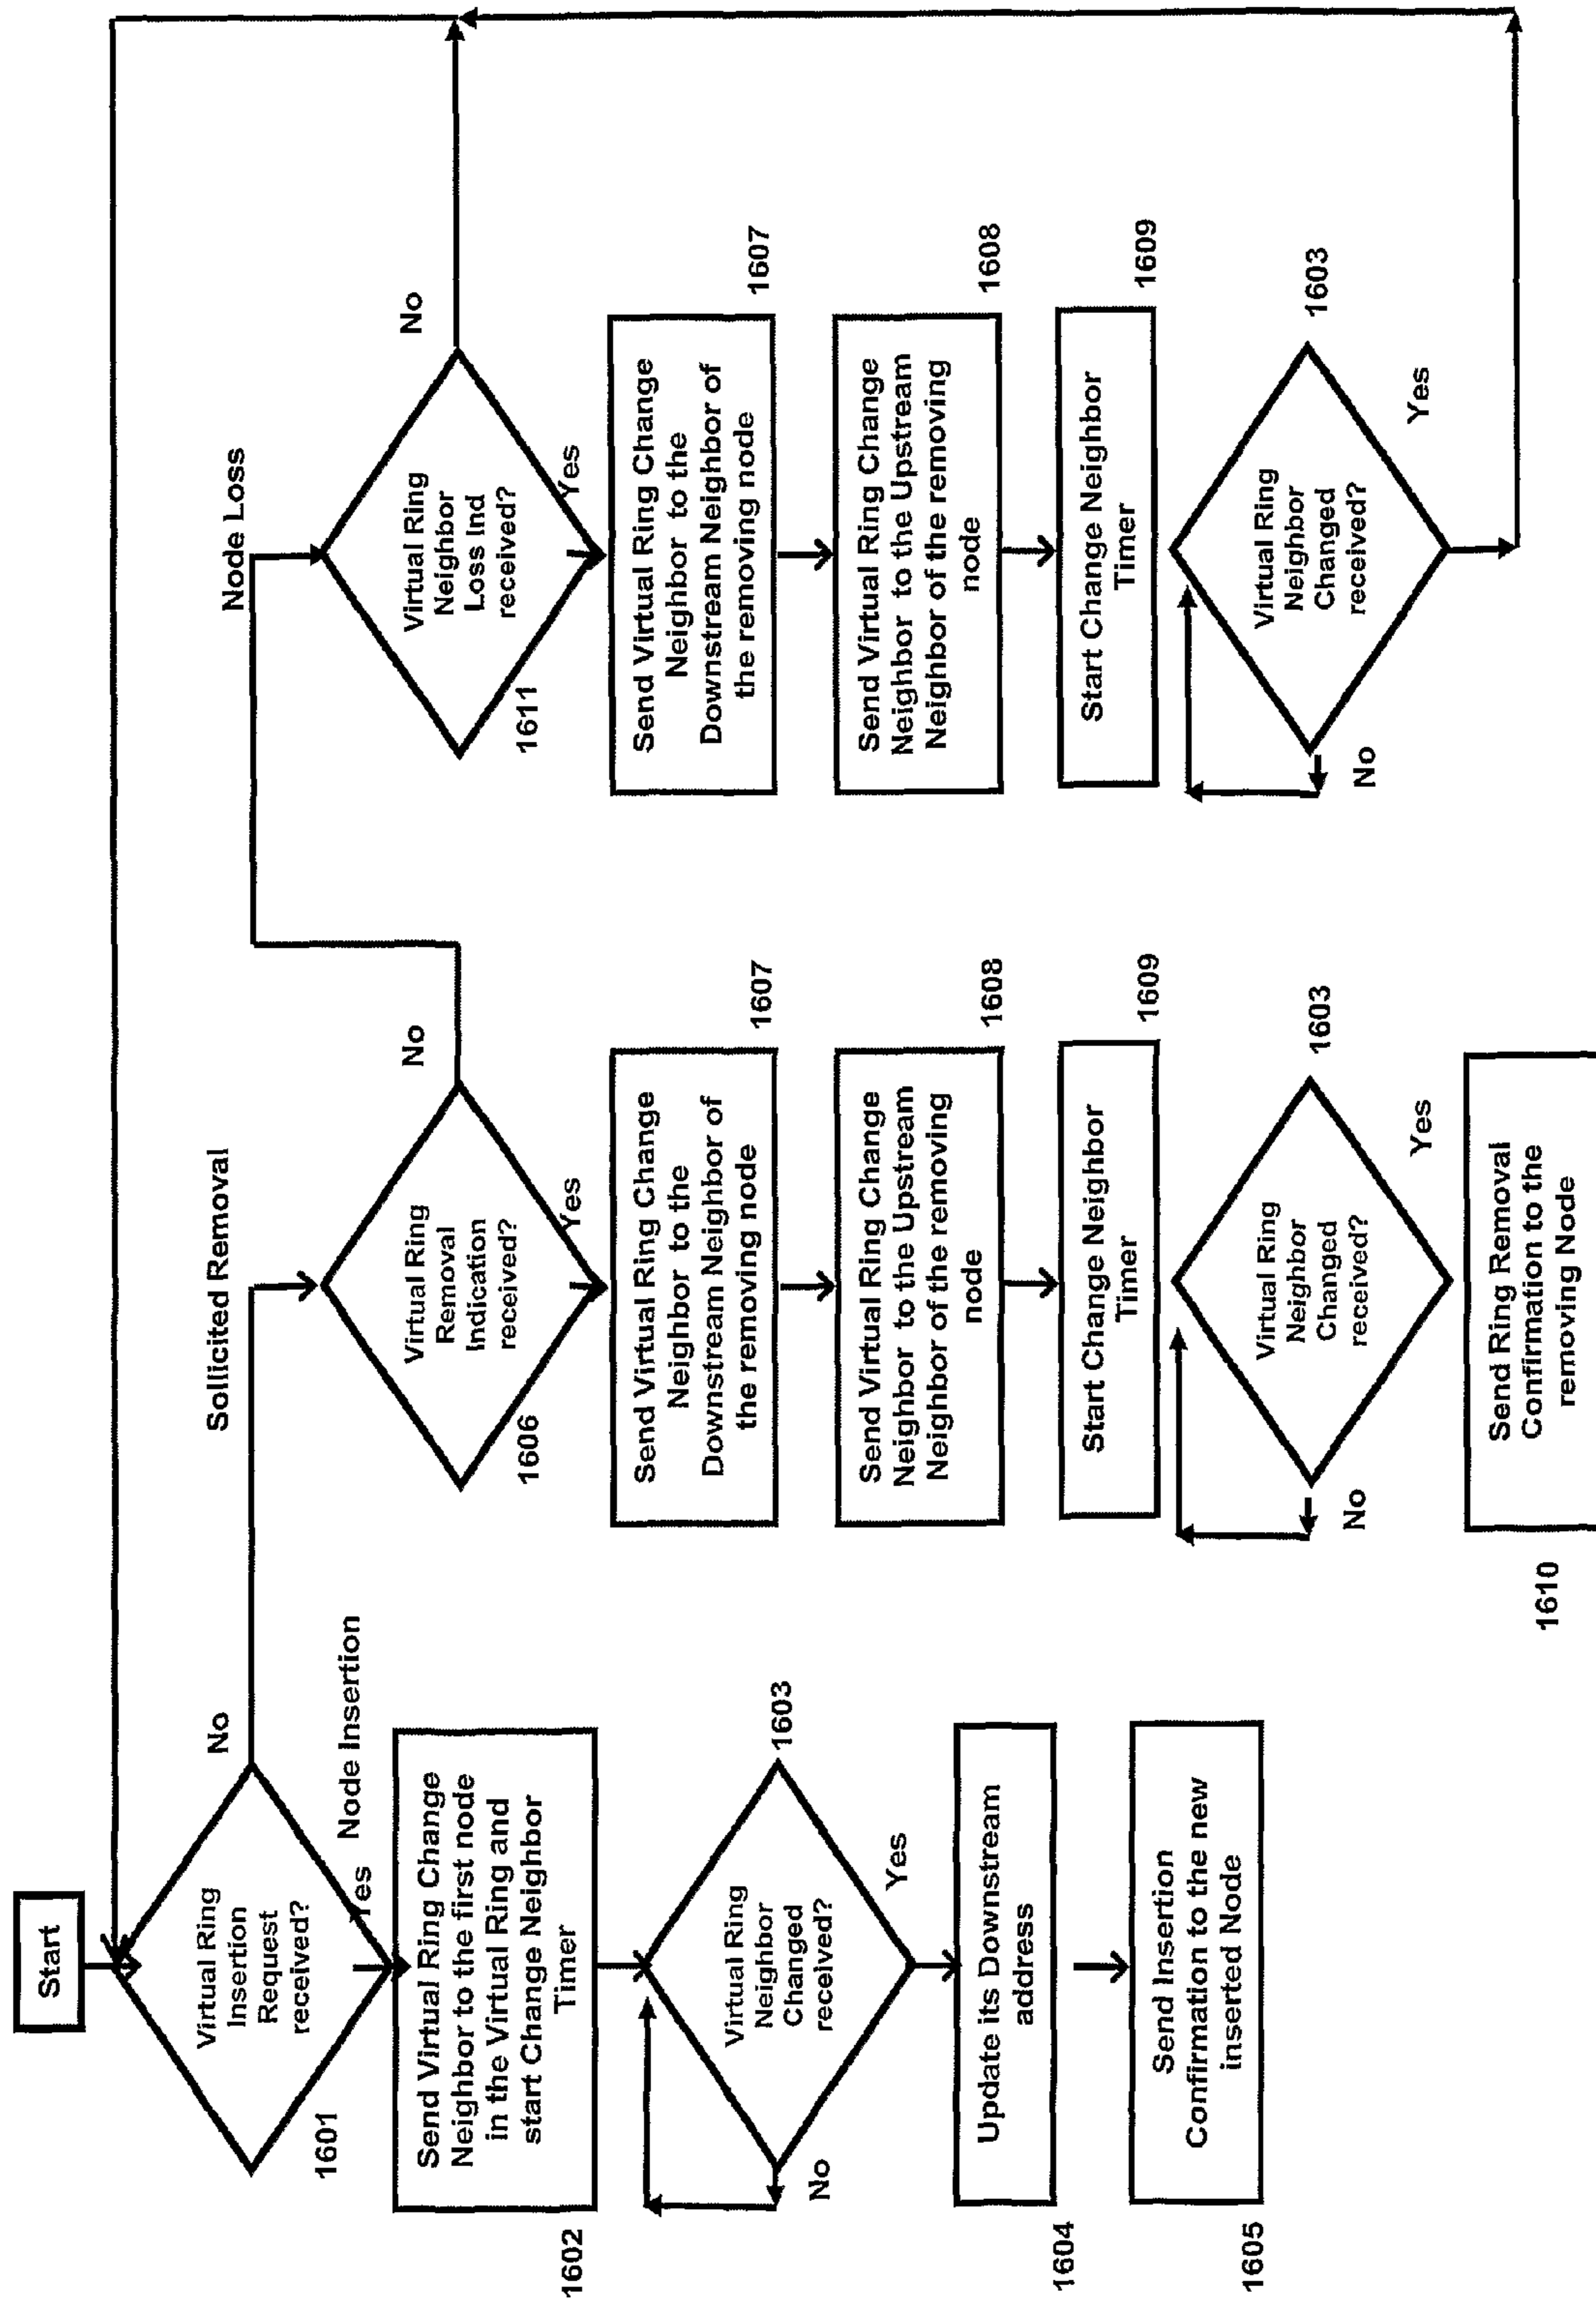 Start
Virtual Ring
Insertion
Request
received?
1601
No
Yes
Node Insertion
Send Virtual Ring Change
Neighbor to the first node
in the Virtual Ring and
start Change Neighbor
Timer
1602
Virtual Ring
Neighbor
Changed
received?
1603
No
Yes
Update its Downstream
address
1604
Send Insertion
Confirmation to the new
inserted Node
1605
Sollicited Removal
Virtual Ring
Removal
Indication
received?
1606
No
Yes
Send Virtual Ring Change
Neighbor to the
Downstream Neighbor of
the removing node
1607
Send Virtual Ring Change
Neighbor to the Upstream
Neighbor of the removing
node
1608
Start Change Neighbor
Timer
1609
Virtual Ring
Neighbor
Changed
received?
1603
No
Yes
Send Ring Removal
Confirmation to the
removing Node
1610
Node Loss
Virtual Ring
Neighbor
Loss Ind
received?
1611
No
Yes
Send Virtual Ring Change
Neighbor to the
Downstream Neighbor of
the removing node
1607
Send Virtual Ring Change
Neighbor to the Upstream
Neighbor of the removing
node
1608
Start Change Neighbor
Timer
1609
Virtual Ring
Neighbor
Changed
received?
1603
No
Yes